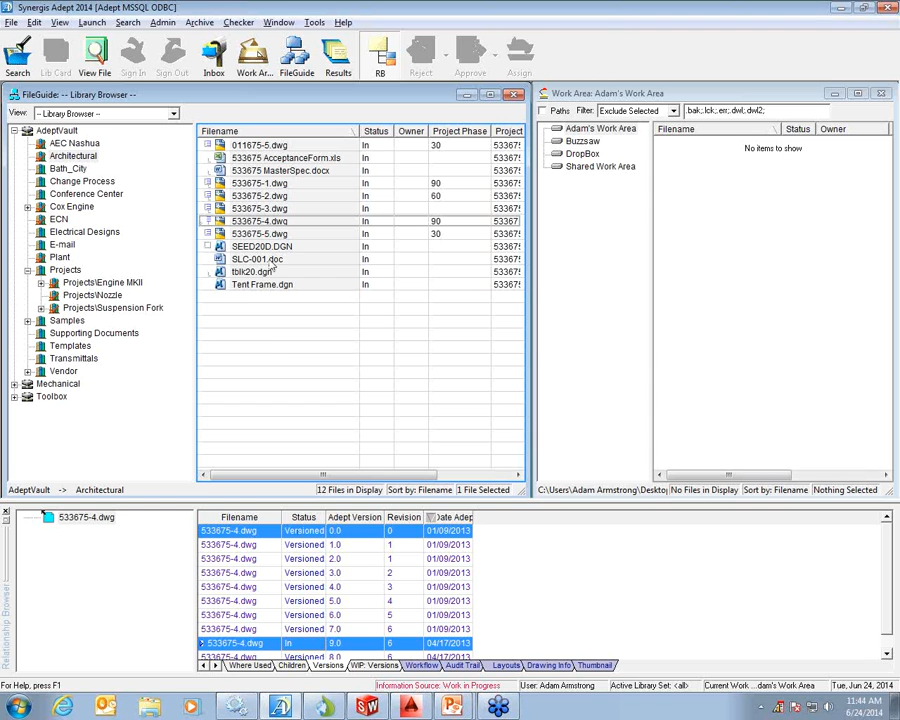 Synergis Adept 2014 [Adept MSSQL ODBC]
File Edit View Launch Search Admin Archive Checker Window Tools Help
Search Lib Card View File Sign In Sign Out Inbox Work Ar... FileGuide Results RB Reject Approve Assign
FileGuide: -- Library Browser --
View: -- Library Browser --
AdeptVault
AEC Nashua
Architectural
Bath_City
Change Process
Conference Center
Cox Engine
ECN
Electrical Designs
E-mail
Plant
Projects
Projects\Engine MKII
Projects\Nozzle
Projects\Suspension Fork
Samples
Supporting Documents
Templates
Transmittals
Vendor
Mechanical
Toolbox
Filename Status Owner Project Phase Project
011675-5.dwg In 30 53367
533675 AcceptanceForm.xls In 53367
533675 MasterSpec.docx In 53367
533675-1.dwg In 90 53367
533675-2.dwg In 60 53367
533675-3.dwg In 53367
533675-4.dwg In 90 53367
533675-5.dwg In 30 53367
SEED20D.DGN In 53367
SLC-001.doc In 53367
tblk20.dgn In 53367
Tent Frame.dgn In 53367
AdeptVault -> Architectural
12 Files in Display Sort by: Filename 1 File Selected
Work Area: Adam's Work Area
Paths Filter: Exclude Selected .bak;.lck;.err;.dwl;.dwl2;
Adam's Work Area
Buzzsaw
DropBox
Shared Work Area
Filename Status Owner
No items to show
C:\Users\Adam Armstrong\Desktop No Files in Display Sort by: Filename Nothing Selected
Relationship Browser
533675-4.dwg
Filename Status Adept Version Revision Date Adep
533675-4.dwg Versioned 0.0 0 01/09/2013
533675-4.dwg Versioned 1.0 1 01/09/2013
533675-4.dwg Versioned 2.0 1 01/09/2013
533675-4.dwg Versioned 3.0 2 01/09/2013
533675-4.dwg Versioned 4.0 3 01/09/2013
533675-4.dwg Versioned 5.0 4 01/09/2013
533675-4.dwg Versioned 6.0 5 01/09/2013
533675-4.dwg Versioned 7.0 6 01/09/2013
533675-4.dwg In 9.0 6 04/17/2013
533675-4.dwg Versioned 8.0 6 04/17/2013
Where Used Children Versions WIP: Versions Workflow Audit Trail Layouts Drawing Info Thumbnail
For Help, press F1
Information Source: Work in Progress User: Adam Armstrong Active Library Set: <all> Current Work ...dam's Work Area Tue, Jun 24, 2014
11:44 AM
6/24/2014